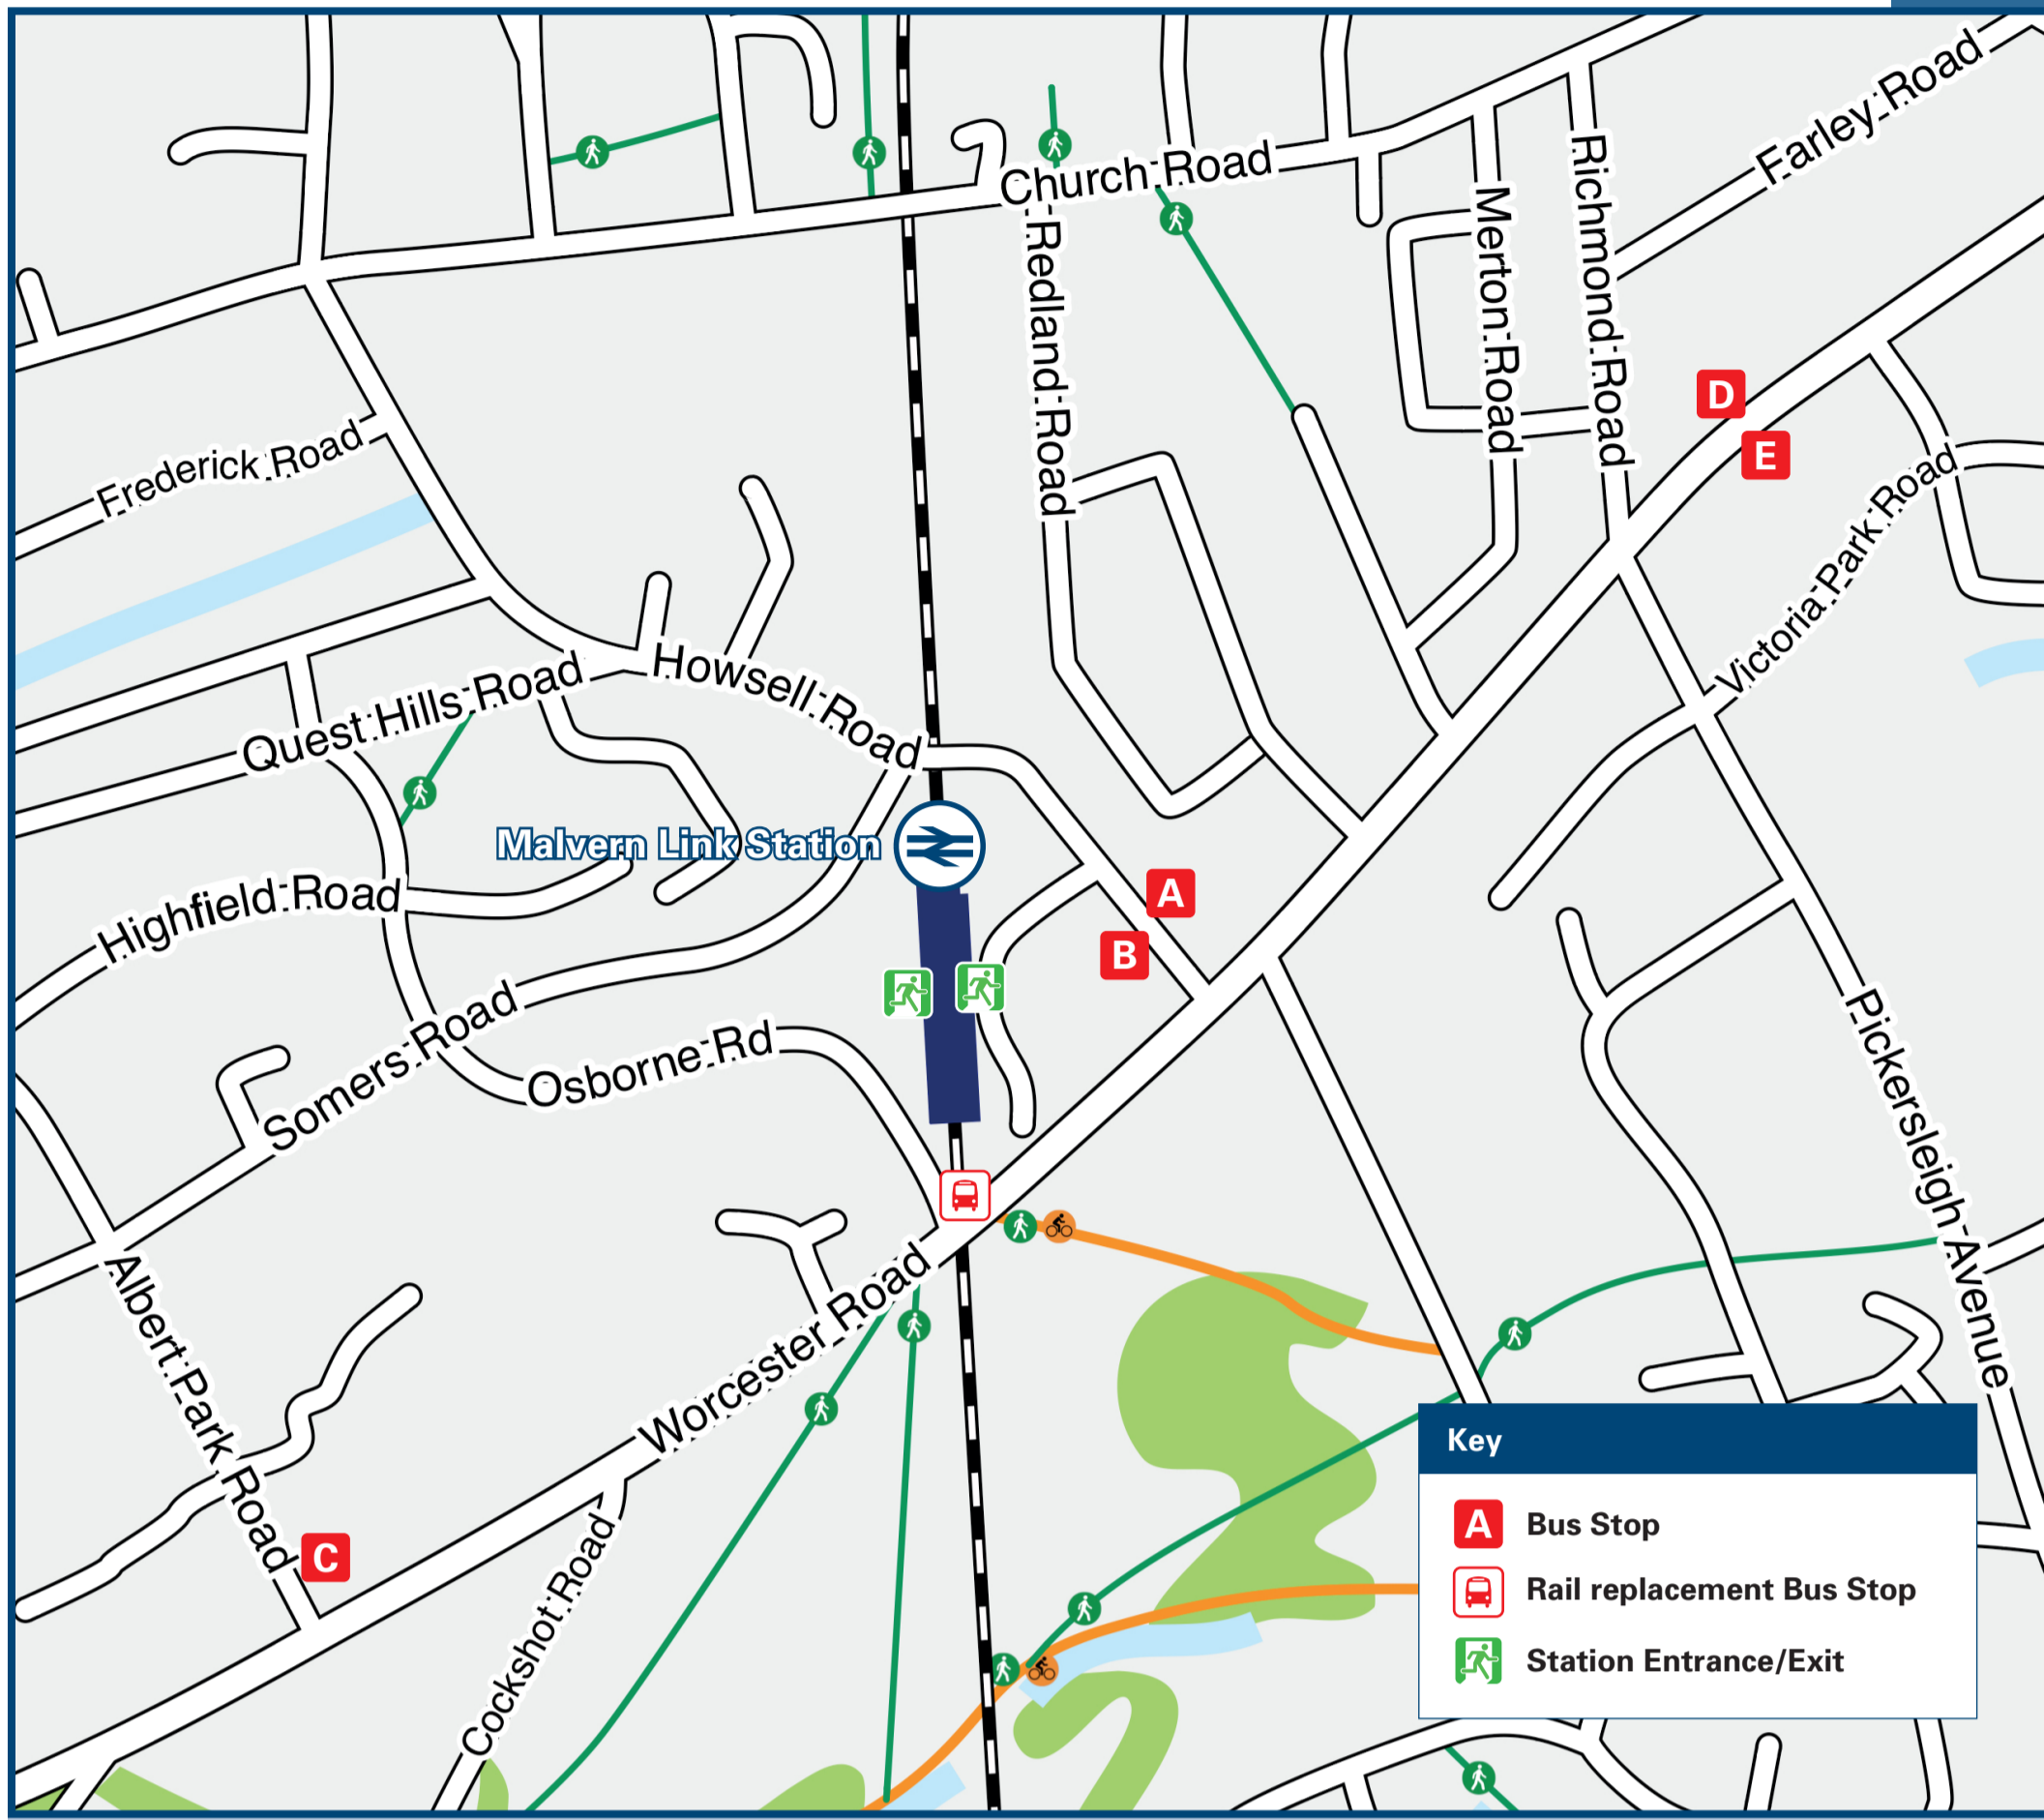 Church Road
Farley Road
Redland Road
Merton Road
Richmond Road
D
E
Frederick Road
Victoria Park Road
Howsell Road
Quest Hills Road
Malvern Link Station
A
B
Highfield Road
Somers Road
Osborne Rd
Pickersleigh Avenue
Albert Park Road
Worcester Road
C
Cockshot Road
Key
A Bus Stop
Rail replacement Bus Stop
Station Entrance/Exit